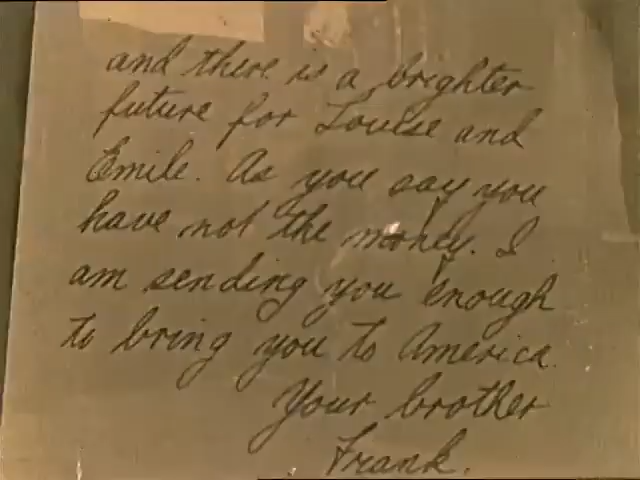 and there is a brighter
future for Louise and
Emile. As you say you
have not the money. I
am sending you enough
to bring you to America.
Your brother
Frank.